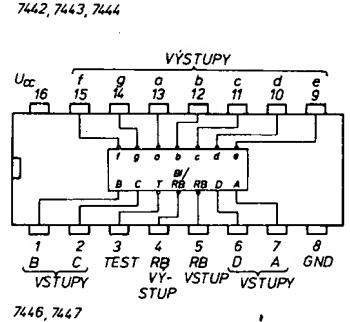 7442, 7443, 7444
VÝSTUPY
Ucc f g a b c d e
16 15 14 13 12 11 10 9
f g a b c d e
BI/
B C T RB RB D A
1 2 3 4 5 6 7 8
B C TEST RB RB D A GND
VSTUPY VÝ- VSTUP VSTUPY
STUP
7446, 7447